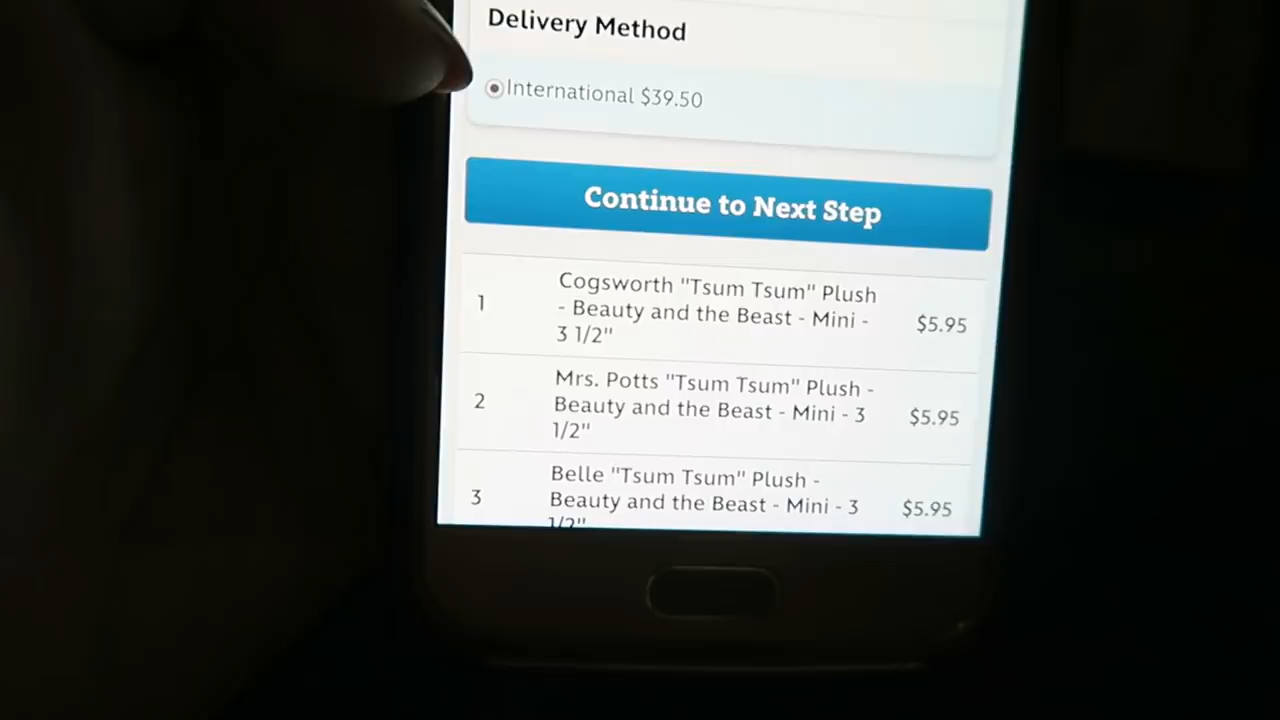 Delivery Method
International $39.50
Continue to Next Step
1
Cogsworth "Tsum Tsum" Plush
- Beauty and the Beast - Mini -
3 1/2"
$5.95
2
Mrs. Potts "Tsum Tsum" Plush -
Beauty and the Beast - Mini - 3
1/2"
$5.95
3
Belle "Tsum Tsum" Plush -
Beauty and the Beast - Mini - 3
1/2"
$5.95